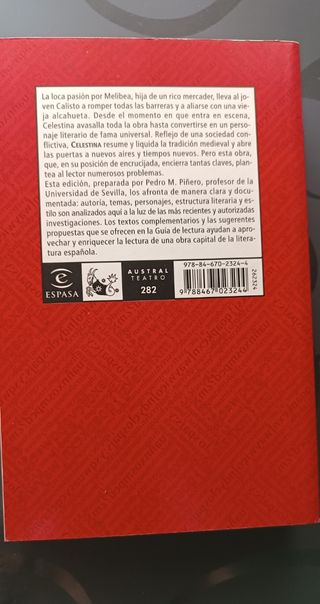 La loca pasión por Melibea, hija de un rico mercader, lleva al jo-
ven Calisto a romper todas las barreras y a aliarse con una vie-
ja alcahueta. Desde el momento en que entra en escena,
Celestina avasalla toda la obra hasta convertirse en un perso-
naje literario de fama universal. Reflejo de una sociedad con-
flictiva, CELESTINA resume y liquida la tradición medieval y abre
las puertas a nuevos aires y tiempos nuevos. Pero esta obra,
que, en su posición de encrucijada, encierra tantas claves, plan-
tea al lector numerosos problemas.
Esta edición, preparada por Pedro M. Piñero, profesor de la
Universidad de Sevilla, los afronta de manera clara y docu-
mentada: autoría, temas, personajes, estructura literaria y es-
tilo son analizados aquí a la luz de las más recientes y autorizadas
investigaciones. Los textos complementarios y las sugerentes
propuestas que se ofrecen en la Guía de lectura ayudan a apro-
vechar y enriquecer la lectura de una obra capital de la litera-
tura española.
ESPASA
AUSTRAL
TEATRO
282
978-84-670-2324-4
9 788467 023244
262324